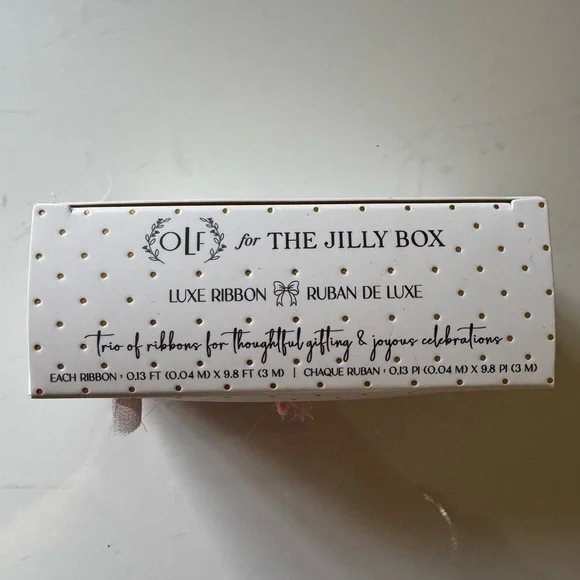 OLF for THE JILLY BOX
LUXE RIBBON RUBAN DE LUXE
trio of ribbons for thoughtful gifting & joyous celebrations
EACH RIBBON : 0.13 FT (0.04 M) X 9.8 FT (3 M) | CHAQUE RUBAN : 0.13 PI (0.04 M) X 9.8 PI (3 M)